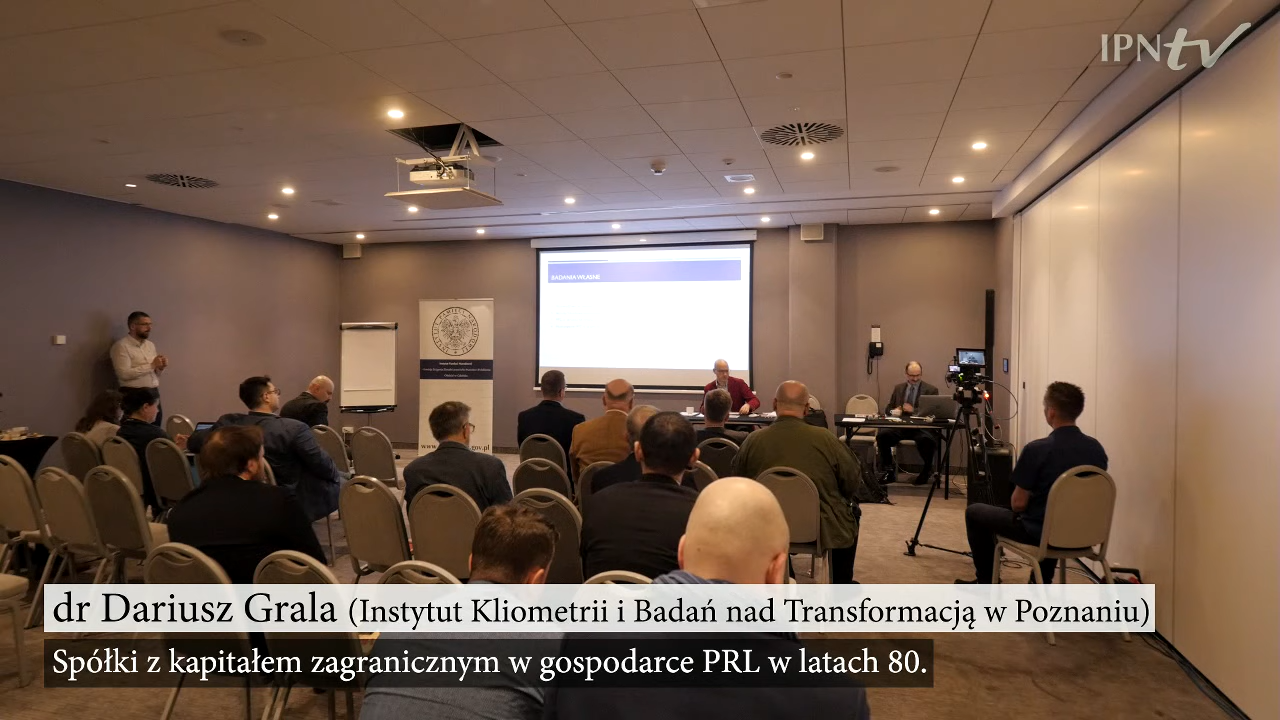 IPNtv
BADANIA WŁASNE
dr Dariusz Grala (Instytut Kliometrii i Badań nad Transformacją w Poznaniu)
Spółki z kapitałem zagranicznym w gospodarce PRL w latach 80.